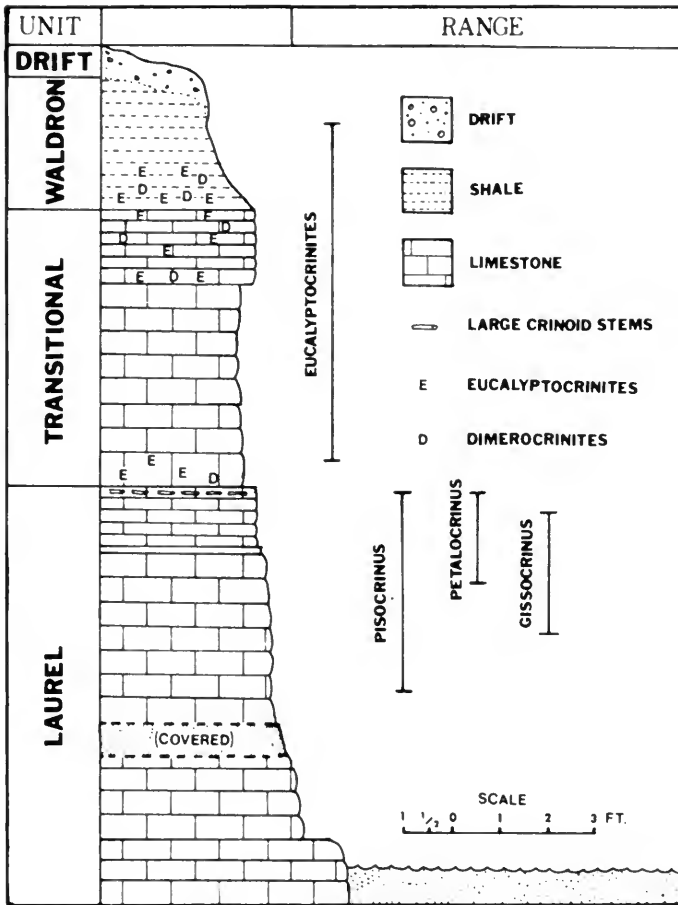 UNIT
RANGE
DRIFT
WALDRON
TRANSITIONAL
LAUREL
E E
D D
E E D E
E E
D
D E
E
E D E
E
E E D
(COVERED)
EUCALYPTOCRINITES
DRIFT
SHALE
LIMESTONE
LARGE CRINOID STEMS
E EUCALYPTOCRINITES
D DIMEROCRINITES
PISOCRINUS
PETALOCRINUS
GISSOCRINUS
SCALE
1 1/2 0 1 2 3 FT.